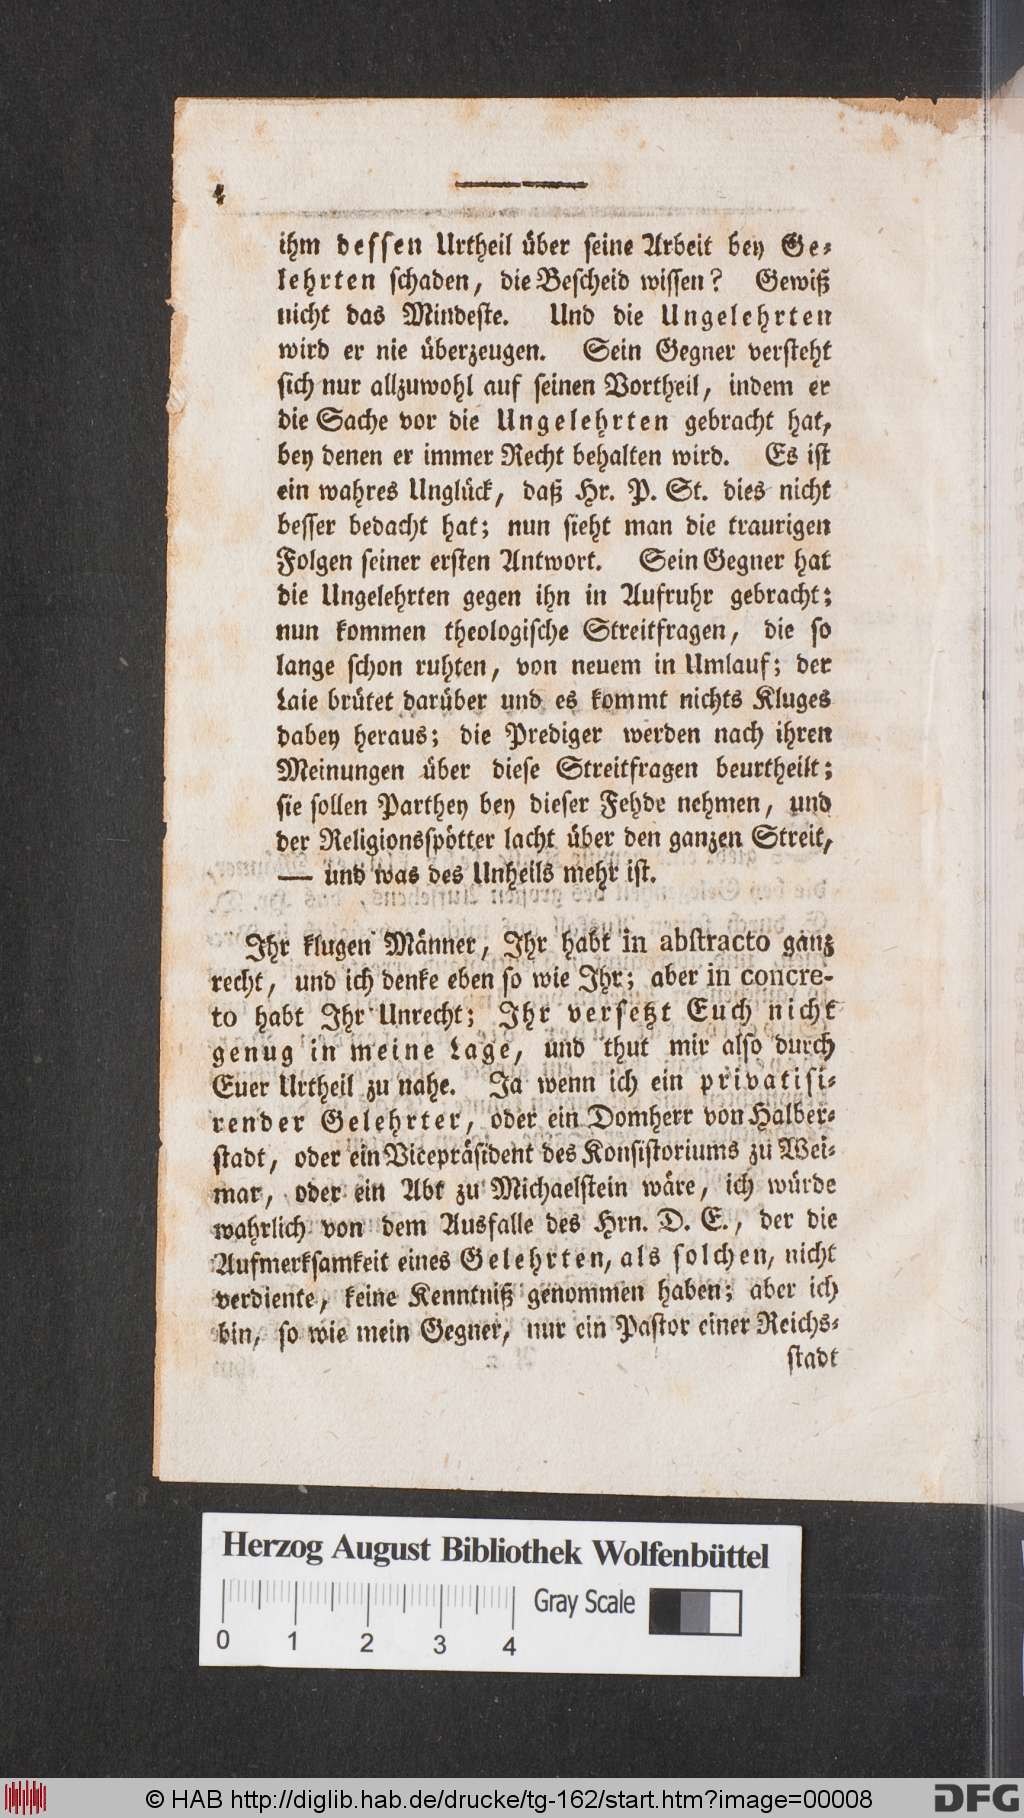 4
ihm dessen Urtheil über seine Arbeit bey Ge-
lehrten schaden, die Bescheid wissen? Gewiß
nicht das Mindeste. Und die Ungelehrten
wird er nie überzeugen. Sein Gegner versteht
sich nur allzuwohl auf seinen Vortheil, indem er
die Sache vor die Ungelehrten gebracht hat,
bey denen er immer Recht behalten wird. Es ist
ein wahres Unglück, daß Hr. P. St. dies nicht
besser bedacht hat; nun sieht man die traurigen
Folgen seiner ersten Antwort. Sein Gegner hat
die Ungelehrten gegen ihn in Aufruhr gebracht;
nun kommen theologische Streitfragen, die so
lange schon ruhten, von neuem in Umlauf; der
Laie brütet darüber und es kommt nichts Kluges
dabey heraus; die Prediger werden nach ihren
Meinungen über diese Streitfragen beurtheilt;
sie sollen Parthey bey dieser Fehde nehmen, und
der Religionsspötter lacht über den ganzen Streit,
— und was des Unheils mehr ist.
Ihr klugen Männer, Ihr habt in abstracto ganz
recht, und ich denke eben so wie Ihr; aber in concre-
to habt Ihr Unrecht; Ihr versetzt Euch nicht
genug in meine Lage, und thut mir also durch
Euer Urtheil zu nahe. Ja wenn ich ein privatisi-
render Gelehrter, oder ein Domherr von Halber-
stadt, oder ein Vicepräsident des Konsistoriums zu Wei-
mar, oder ein Abt zu Michaelstein wäre, ich würde
wahrlich von dem Ausfalle des Hrn. D. E., der die
Aufmerksamkeit eines Gelehrten, als solchen, nicht
verdiente, keine Kenntniß genommen haben; aber ich
bin, so wie mein Gegner, nur ein Pastor einer Reichs-
stadt
Herzog August Bibliothek Wolfenbüttel
Gray Scale
0 1 2 3 4
© HAB http://diglib.hab.de/drucke/tg-162/start.htm?image=00008
DFG